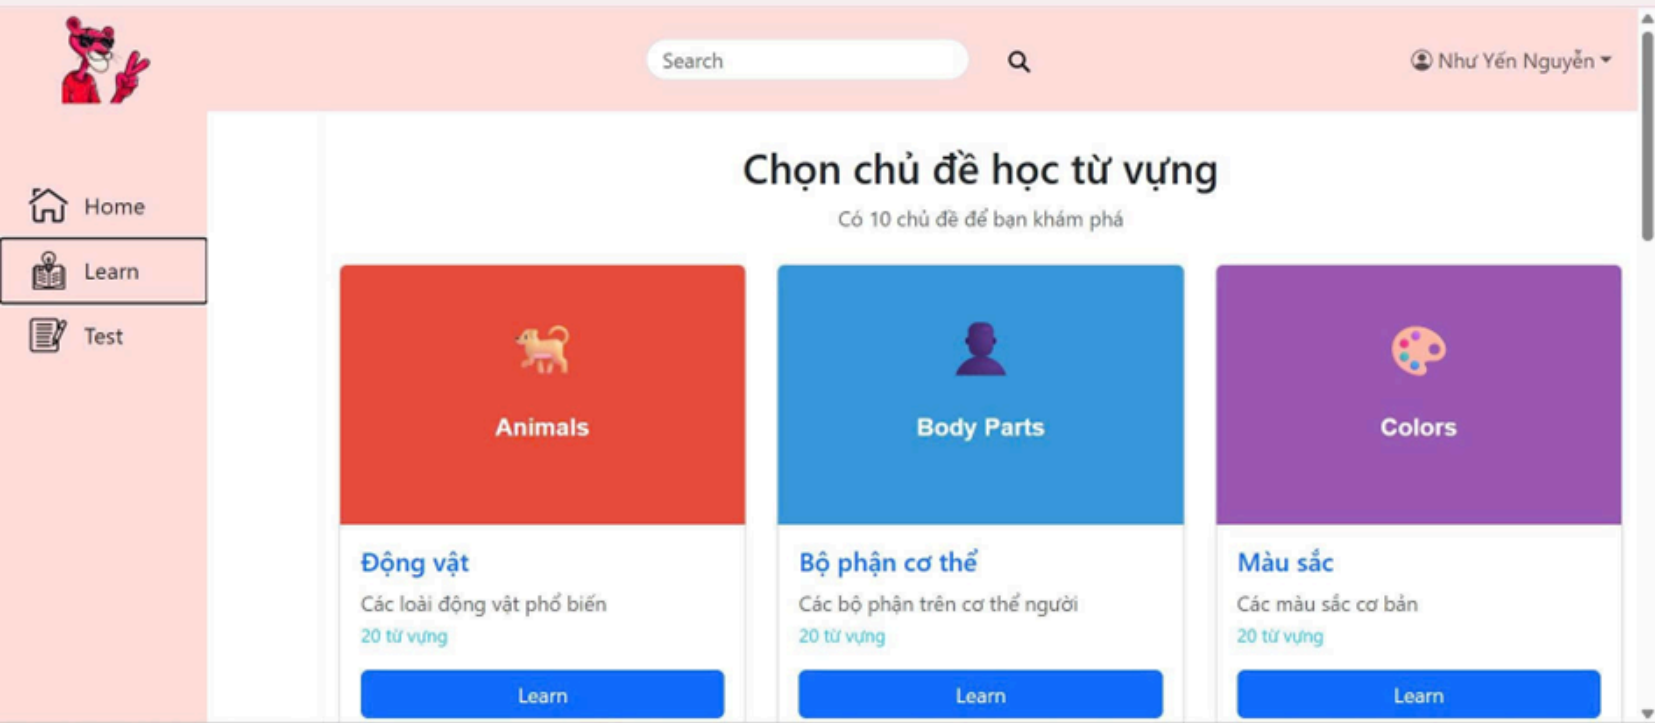 Search
Như Yến Nguyễn
Home
Learn
Test
Chọn chủ đề học từ vựng
Có 10 chủ đề để bạn khám phá
Animals
Động vật
Các loài động vật phổ biến
20 từ vựng
Learn
Body Parts
Bộ phận cơ thể
Các bộ phận trên cơ thể người
20 từ vựng
Learn
Colors
Màu sắc
Các màu sắc cơ bản
20 từ vựng
Learn